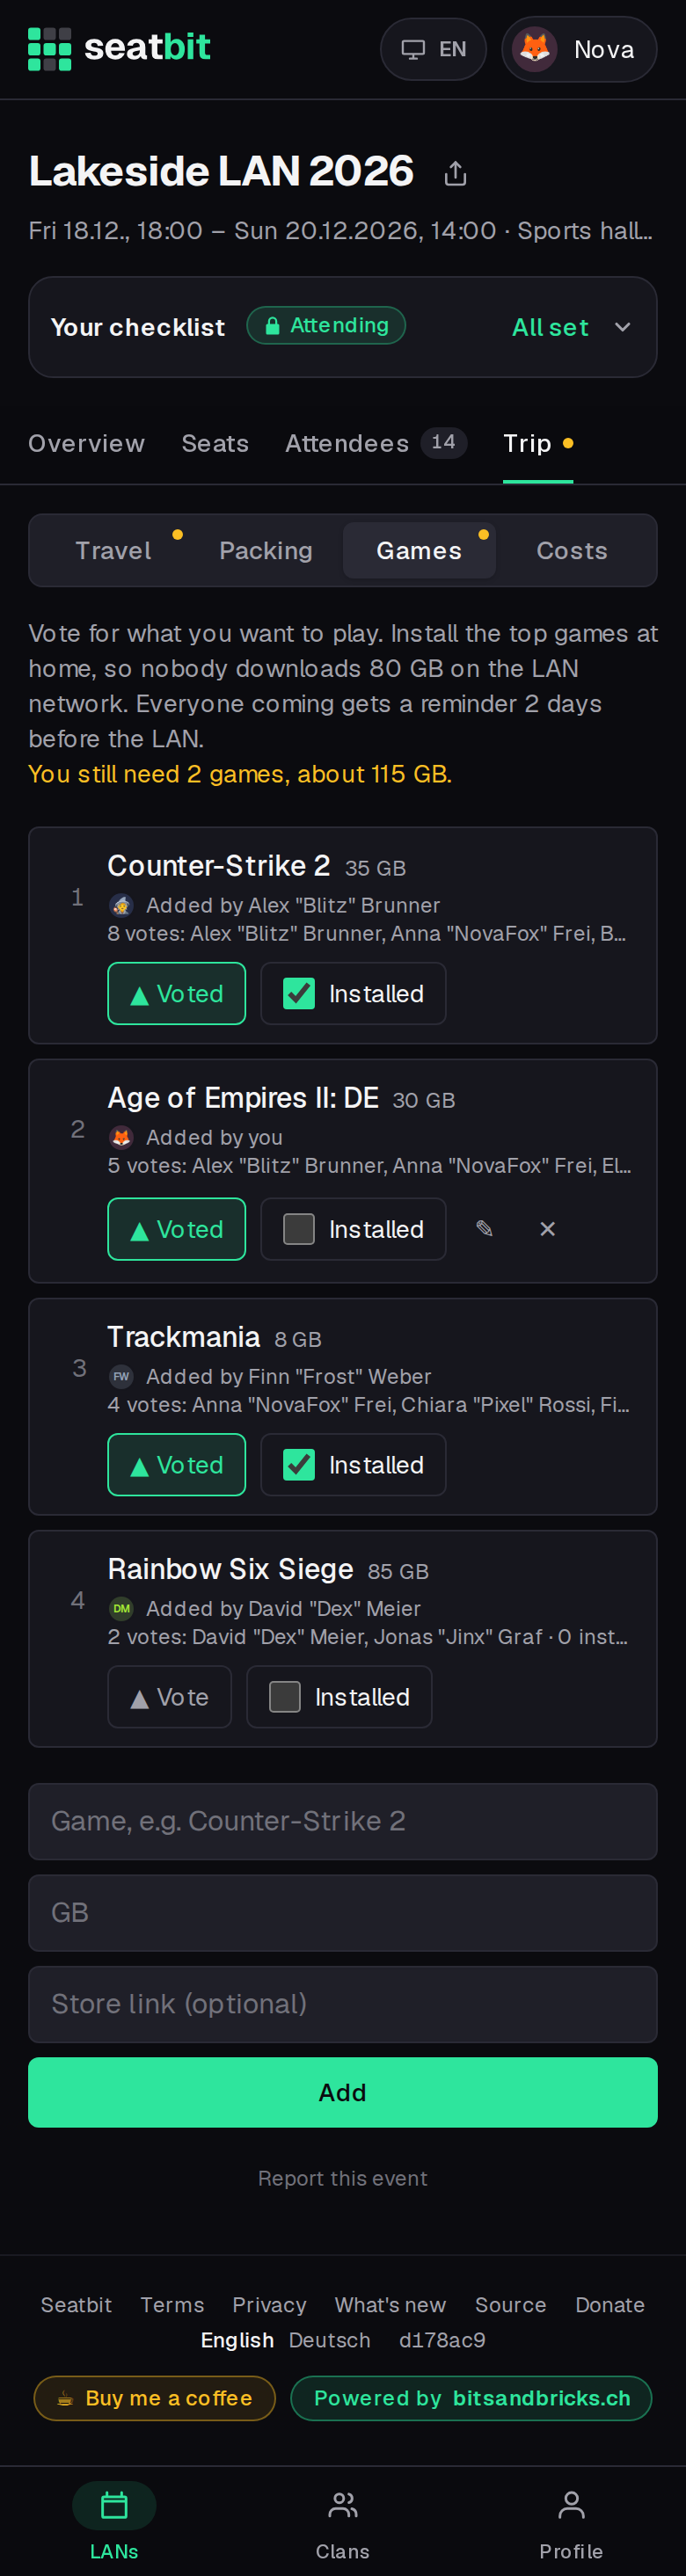 seatbit
EN
Nova
Lakeside LAN 2026
Fri 18.12., 18:00 – Sun 20.12.2026, 14:00 · Sports hall…
Your checklist
Attending
All set
Overview
Seats
Attendees 14
Trip
Travel
Packing
Games
Costs
Vote for what you want to play. Install the top games at
home, so nobody downloads 80 GB on the LAN
network. Everyone coming gets a reminder 2 days
before the LAN.
You still need 2 games, about 115 GB.
1
Counter-Strike 2 35 GB
Added by Alex "Blitz" Brunner
8 votes: Alex "Blitz" Brunner, Anna "NovaFox" Frei, B…
▲ Voted
Installed
2
Age of Empires II: DE 30 GB
Added by you
5 votes: Alex "Blitz" Brunner, Anna "NovaFox" Frei, El…
▲ Voted
Installed
✎
✕
3
Trackmania 8 GB
FW Added by Finn "Frost" Weber
4 votes: Anna "NovaFox" Frei, Chiara "Pixel" Rossi, Fi…
▲ Voted
Installed
4
Rainbow Six Siege 85 GB
DM Added by David "Dex" Meier
2 votes: David "Dex" Meier, Jonas "Jinx" Graf · 0 inst…
▲ Vote
Installed
Game, e.g. Counter-Strike 2
GB
Store link (optional)
Add
Report this event
Seatbit Terms Privacy What's new Source Donate
English Deutsch d178ac9
Buy me a coffee
Powered by bitsandbricks.ch
LANs
Clans
Profile